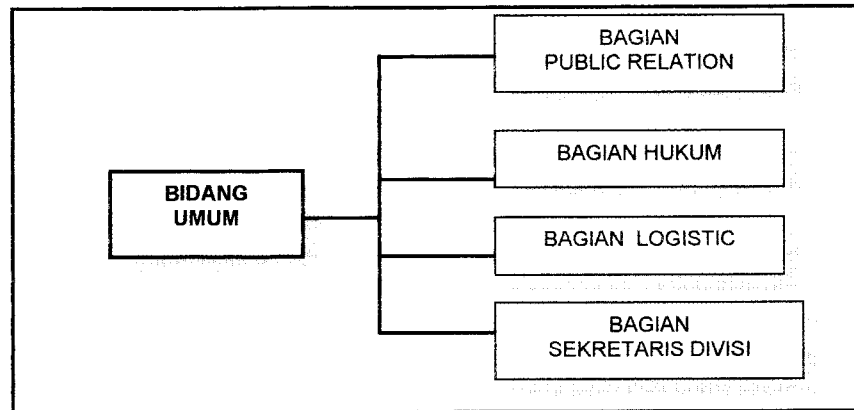 BAGIAN
PUBLIC RELATION
BAGIAN HUKUM
BIDANG
UMUM
BAGIAN LOGISTIC
BAGIAN
SEKRETARIS DIVISI